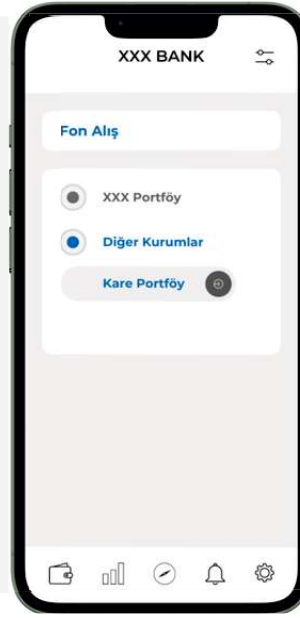 XXX BANK
Fon Alış
XXX Portföy
Diğer Kurumlar
Kare Portföy